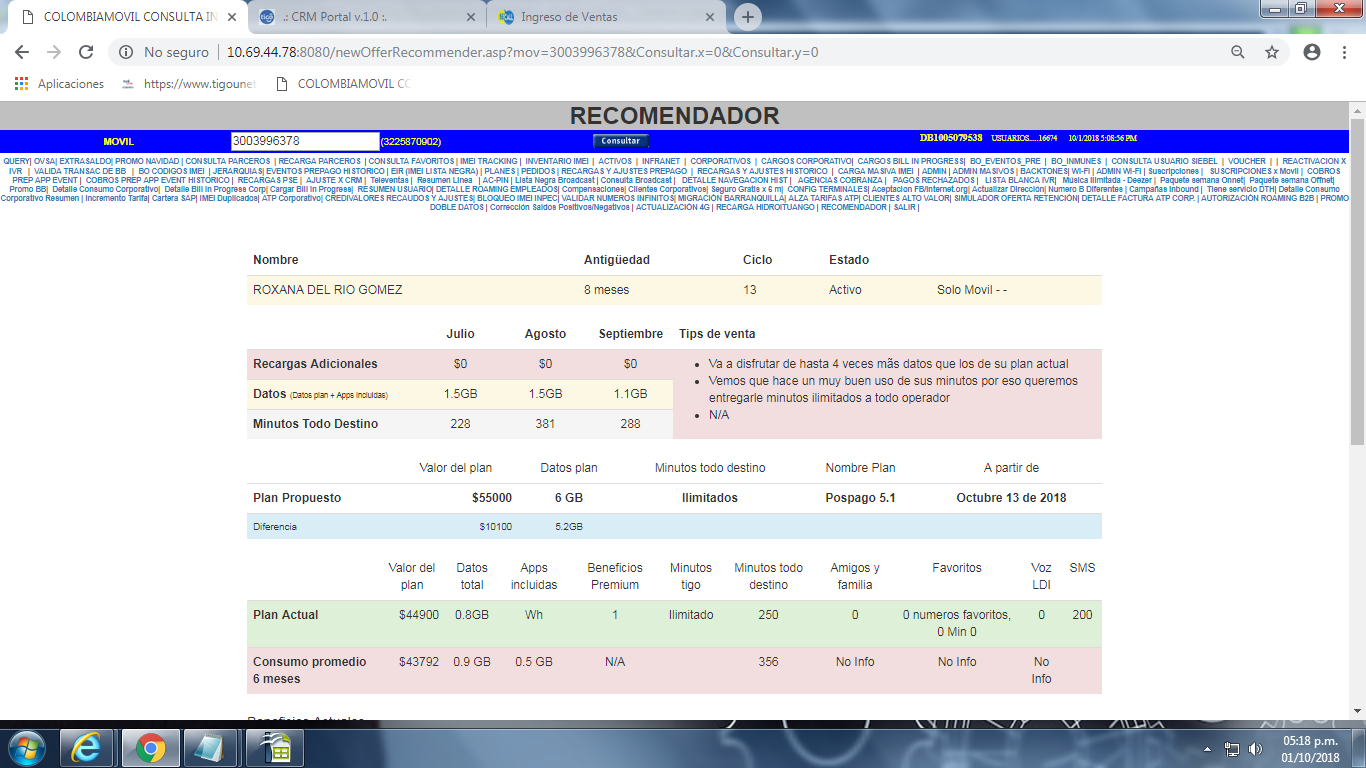 COLOMBIAMOVIL CONSULTA IN
.: CRM Portal v.1.0 :.
Ingreso de Ventas
No seguro
10.69.44.78:8080/newOfferRecommender.asp?mov=3003996378&Consultar.x=0&Consultar.y=0
Aplicaciones
https://www.tigounet
COLOMBIAMOVIL CO
RECOMENDADOR
MOVIL
3003996378
(3225870902)
Consultar
DB1005079538
USUARIOS.....16674
10/1/2018 5:08:56 PM
QUERY| OVSA| EXTRASALDO| PROMO NAVIDAD | CONSULTA PARCEROS | RECARGA PARCEROS | CONSULTA FAVORITOS | IMEI TRACKING | INVENTARIO IMEI | ACTIVOS | INFRANET | CORPORATIVOS | CARGOS CORPORATIVO| CARGOS BILL IN PROGRESS| BO_EVENTOS_PRE | BO_INMUNES | CONSULTA USUARIO SIEBEL | VOUCHER | | REACTIVACION X
IVR | VALIDA TRANSAC DE BB | BO CODIGOS IMEI | JERARQUIAS| EVENTOS PREPAGO HISTORICO | EIR (IMEI LISTA NEGRA) | PLANES | PEDIDOS | RECARGAS Y AJUSTES PREPAGO | RECARGAS Y AJUSTES HISTORICO | CARGA MASIVA IMEI | ADMIN | ADMIN MASIVOS | BACKTONES| WI-FI | ADMIN WI-FI | Suscripciones | SUSCRIPCIONES x Movil | COBROS
PREP APP EVENT | COBROS PREP APP EVENT HISTORICO | RECARGAS PSE | AJUSTE X CRM | Televentas | Resumen Linea | AC-PIN | Lista Negra Broadcast | Consulta Broadcast | DETALLE NAVEGACION HIST | AGENCIAS COBRANZA | PAGOS RECHAZADOS | LISTA BLANCA IVR| Música Ilimitada - Deezer | Paquete semana Onnet| Paquete semana Offnet|
Promo BB| Detalle Consumo Corporativo| Detalle Bill In Progress Corp| Cargar Bill In Progress| RESUMEN USUARIO| DETALLE ROAMING EMPLEADOS| Compensaciones| Clientes Corporativos| Seguro Gratis x 6 m| CONFIG TERMINALES| Aceptacion FB/Internet.org| Actualizar Dirección| Numero B Diferentes | Campañas Inbound | Tiene servicio DTH| Detalle Consumo
Corporativo Resumen | Incremento Tarifa| Cartera SAP| IMEI Duplicados| ATP Corporativo| CREDIVALORES RECAUDOS Y AJUSTES| BLOQUEO IMEI INPEC| VALIDAR NUMEROS INFINITOS| MIGRACIÓN BARRANQUILLA| ALZA TARIFAS ATP| CLIENTES ALTO VALOR| SIMULADOR OFERTA RETENCIÓN| DETALLE FACTURA ATP CORP. | AUTORIZACIÓN ROAMING B2B | PROMO
DOBLE DATOS | Corrección Saldos Positivos/Negativos | ACTUALIZACIÓN 4G | RECARGA HIDROITUANGO | RECOMENDADOR | SALIR |
Nombre Antigüedad Ciclo Estado
ROXANA DEL RIO GOMEZ 8 meses 13 Activo Solo Movil - -
Julio Agosto Septiembre Tips de venta
Recargas Adicionales $0 $0 $0
Datos (Datos plan + Apps incluidas) 1.5GB 1.5GB 1.1GB
Minutos Todo Destino 228 381 288
• Va a disfrutar de hasta 4 veces mãs datos que los de su plan actual
• Vemos que hace un muy buen uso de sus minutos por eso queremos
entregarle minutos ilimitados a todo operador
• N/A
Valor del plan Datos plan Minutos todo destino Nombre Plan A partir de
Plan Propuesto $55000 6 GB Ilimitados Pospago 5.1 Octubre 13 de 2018
Diferencia $10100 5.2GB
Valor del Datos Apps Beneficios Minutos Minutos todo Amigos y Favoritos Voz SMS
plan total incluidas Premium tigo destino familia LDI
Plan Actual $44900 0.8GB Wh 1 Ilimitado 250 0 0 numeros favoritos, 0 200
0 Min 0
Consumo promedio $43792 0.9 GB 0.5 GB N/A 356 No Info No Info No
6 meses Info
Beneficios Actuales
05:18 p.m.
01/10/2018